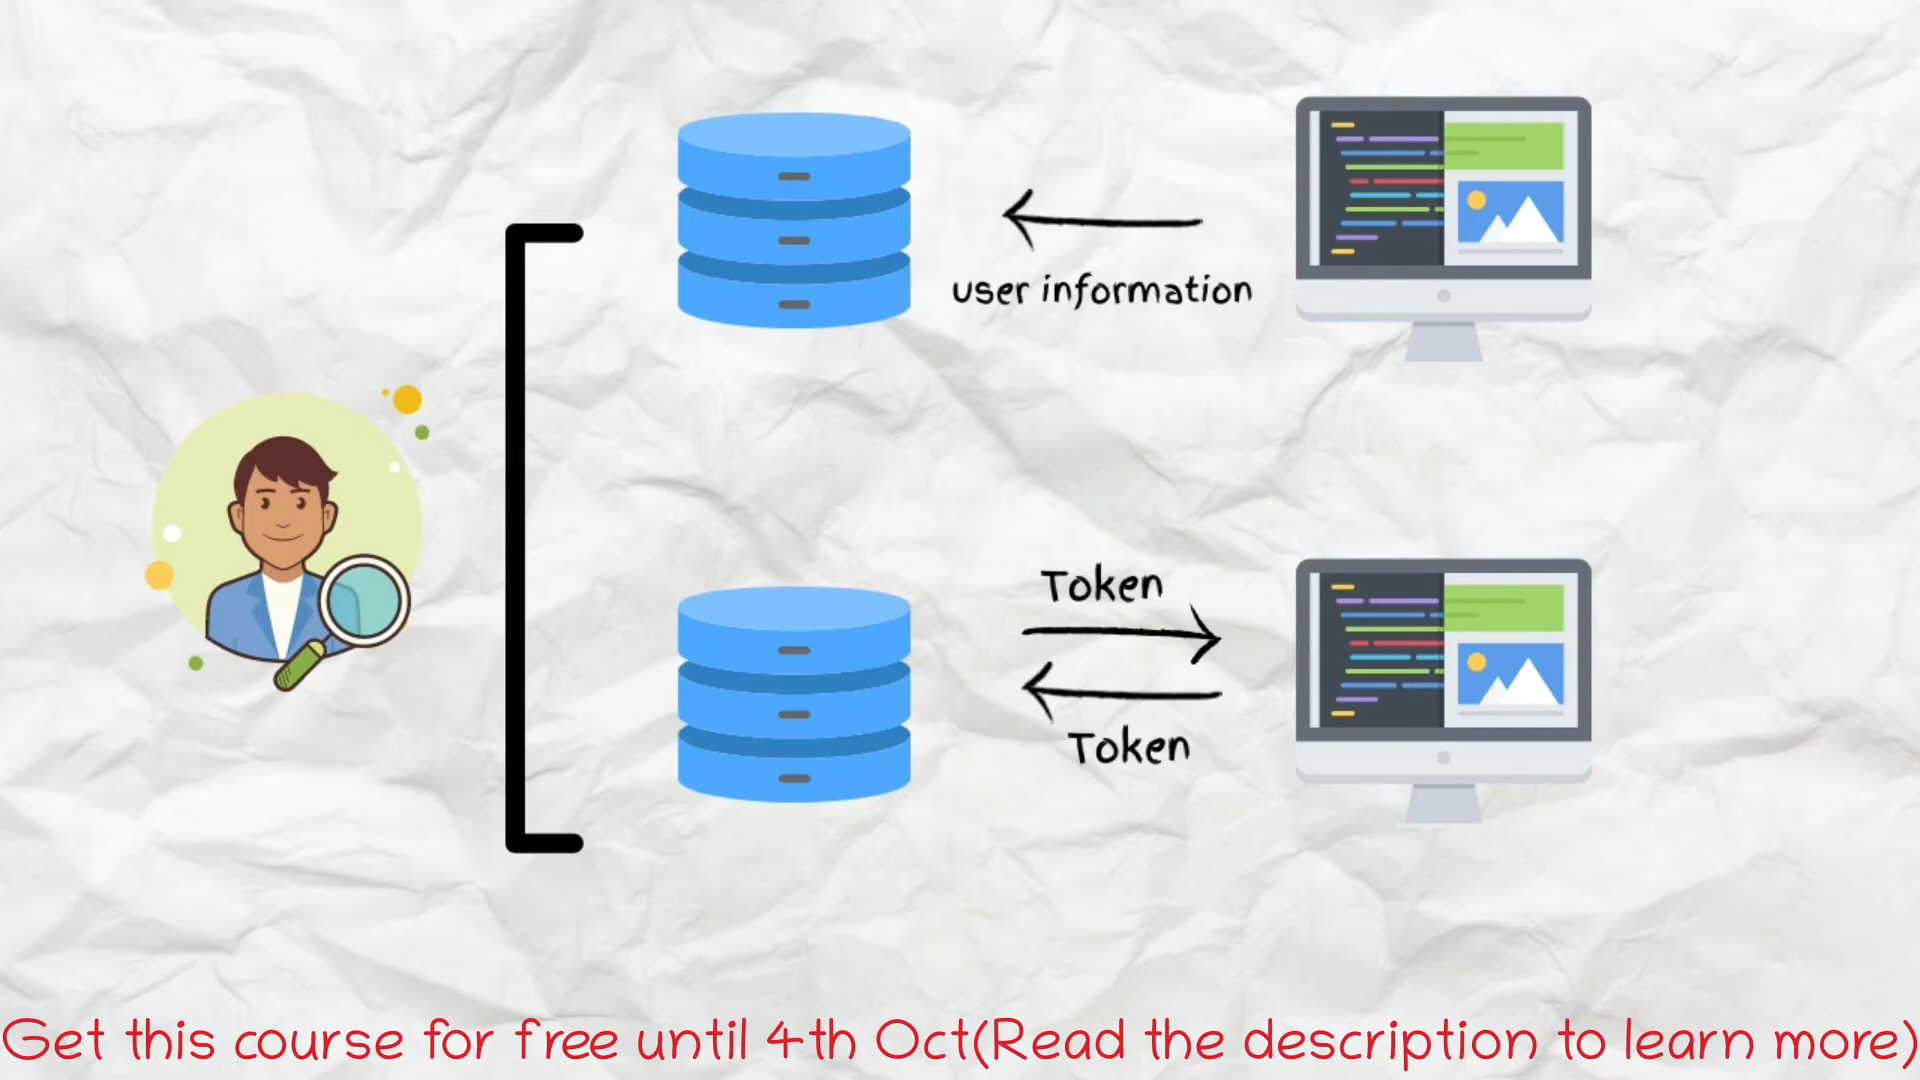 user information
Token
Token
Get this course for free until 4th Oct(Read the description to learn more)